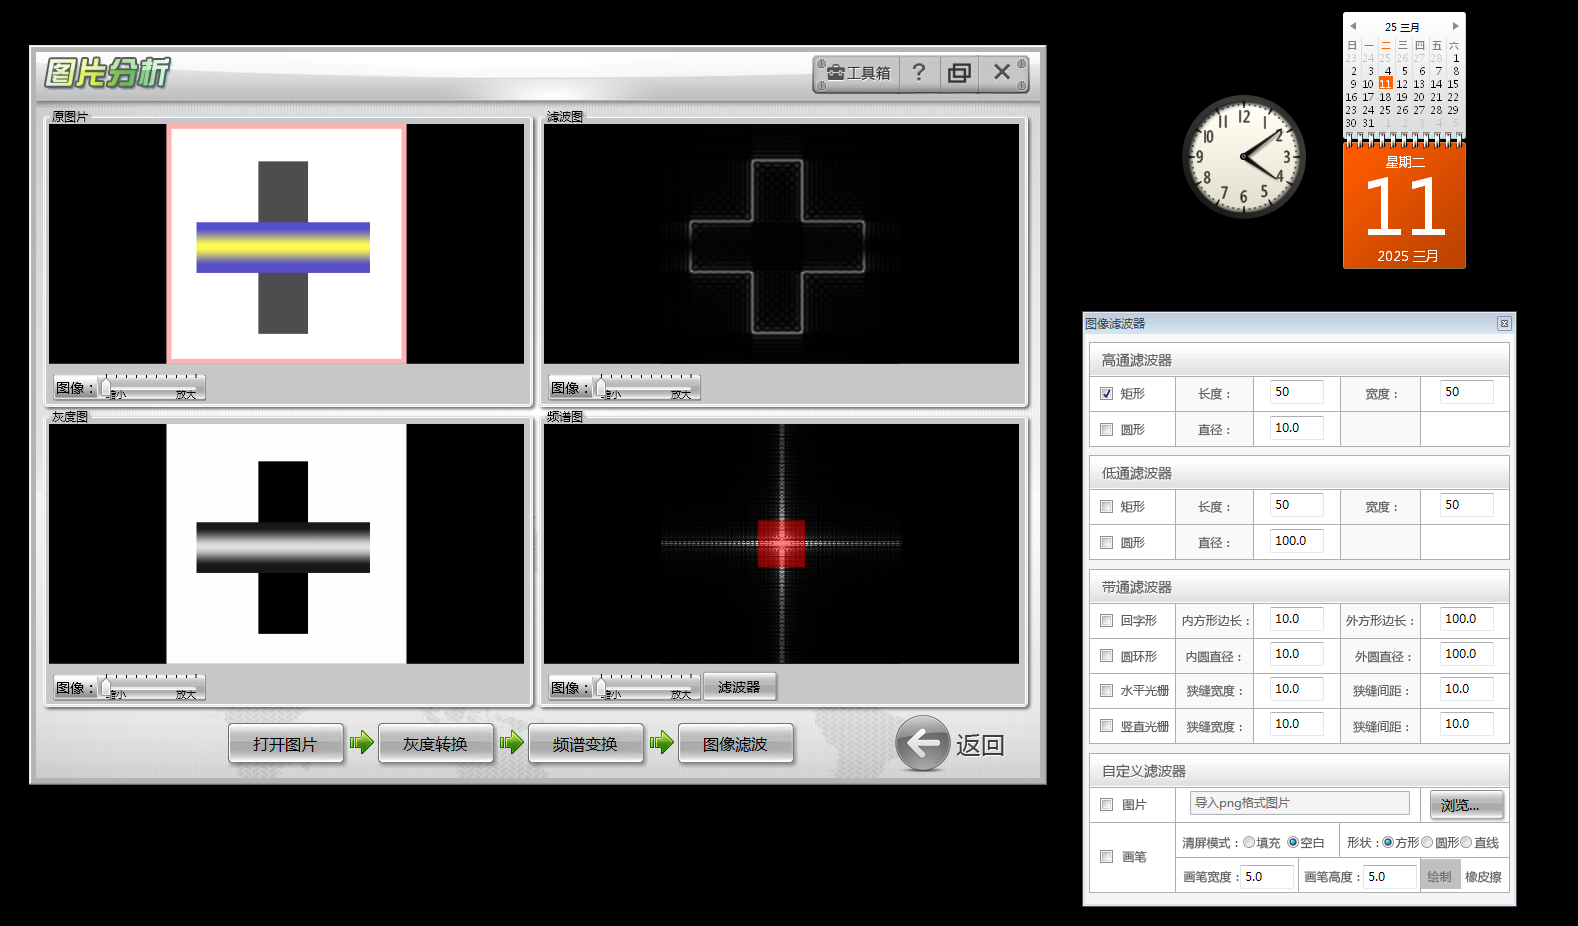 图片分析
工具箱 ?
原图片
滤波图
图像： 缩小 放大
图像： 缩小 放大
灰度图
频谱图
图像： 缩小 放大
图像： 缩小 放大 滤波器
打开图片 灰度转换 频谱变换 图像滤波 返回
12 1 2 3 4 5 6 7 8 9 10 11
25 三月
日 一 二 三 四 五 六
23 24 25 26 27 28 1
2 3 4 5 6 7 8
9 10 11 12 13 14 15
16 17 18 19 20 21 22
23 24 25 26 27 28 29
30 31 1 2 3 4 5
星期二
11
2025 三月
图像滤波器
高通滤波器
矩形 长度： 50 宽度： 50
圆形 直径： 10.0
低通滤波器
矩形 长度： 50 宽度： 50
圆形 直径： 100.0
带通滤波器
回字形 内方形边长： 10.0 外方形边长： 100.0
圆环形 内圆直径： 10.0 外圆直径： 100.0
水平光栅 狭缝宽度： 10.0 狭缝间距： 10.0
竖直光栅 狭缝宽度： 10.0 狭缝间距： 10.0
自定义滤波器
图片 导入png格式图片 浏览...
画笔
清屏模式： 填充 空白 形状： 方形 圆形 直线
画笔宽度： 5.0 画笔高度： 5.0 绘制 橡皮擦